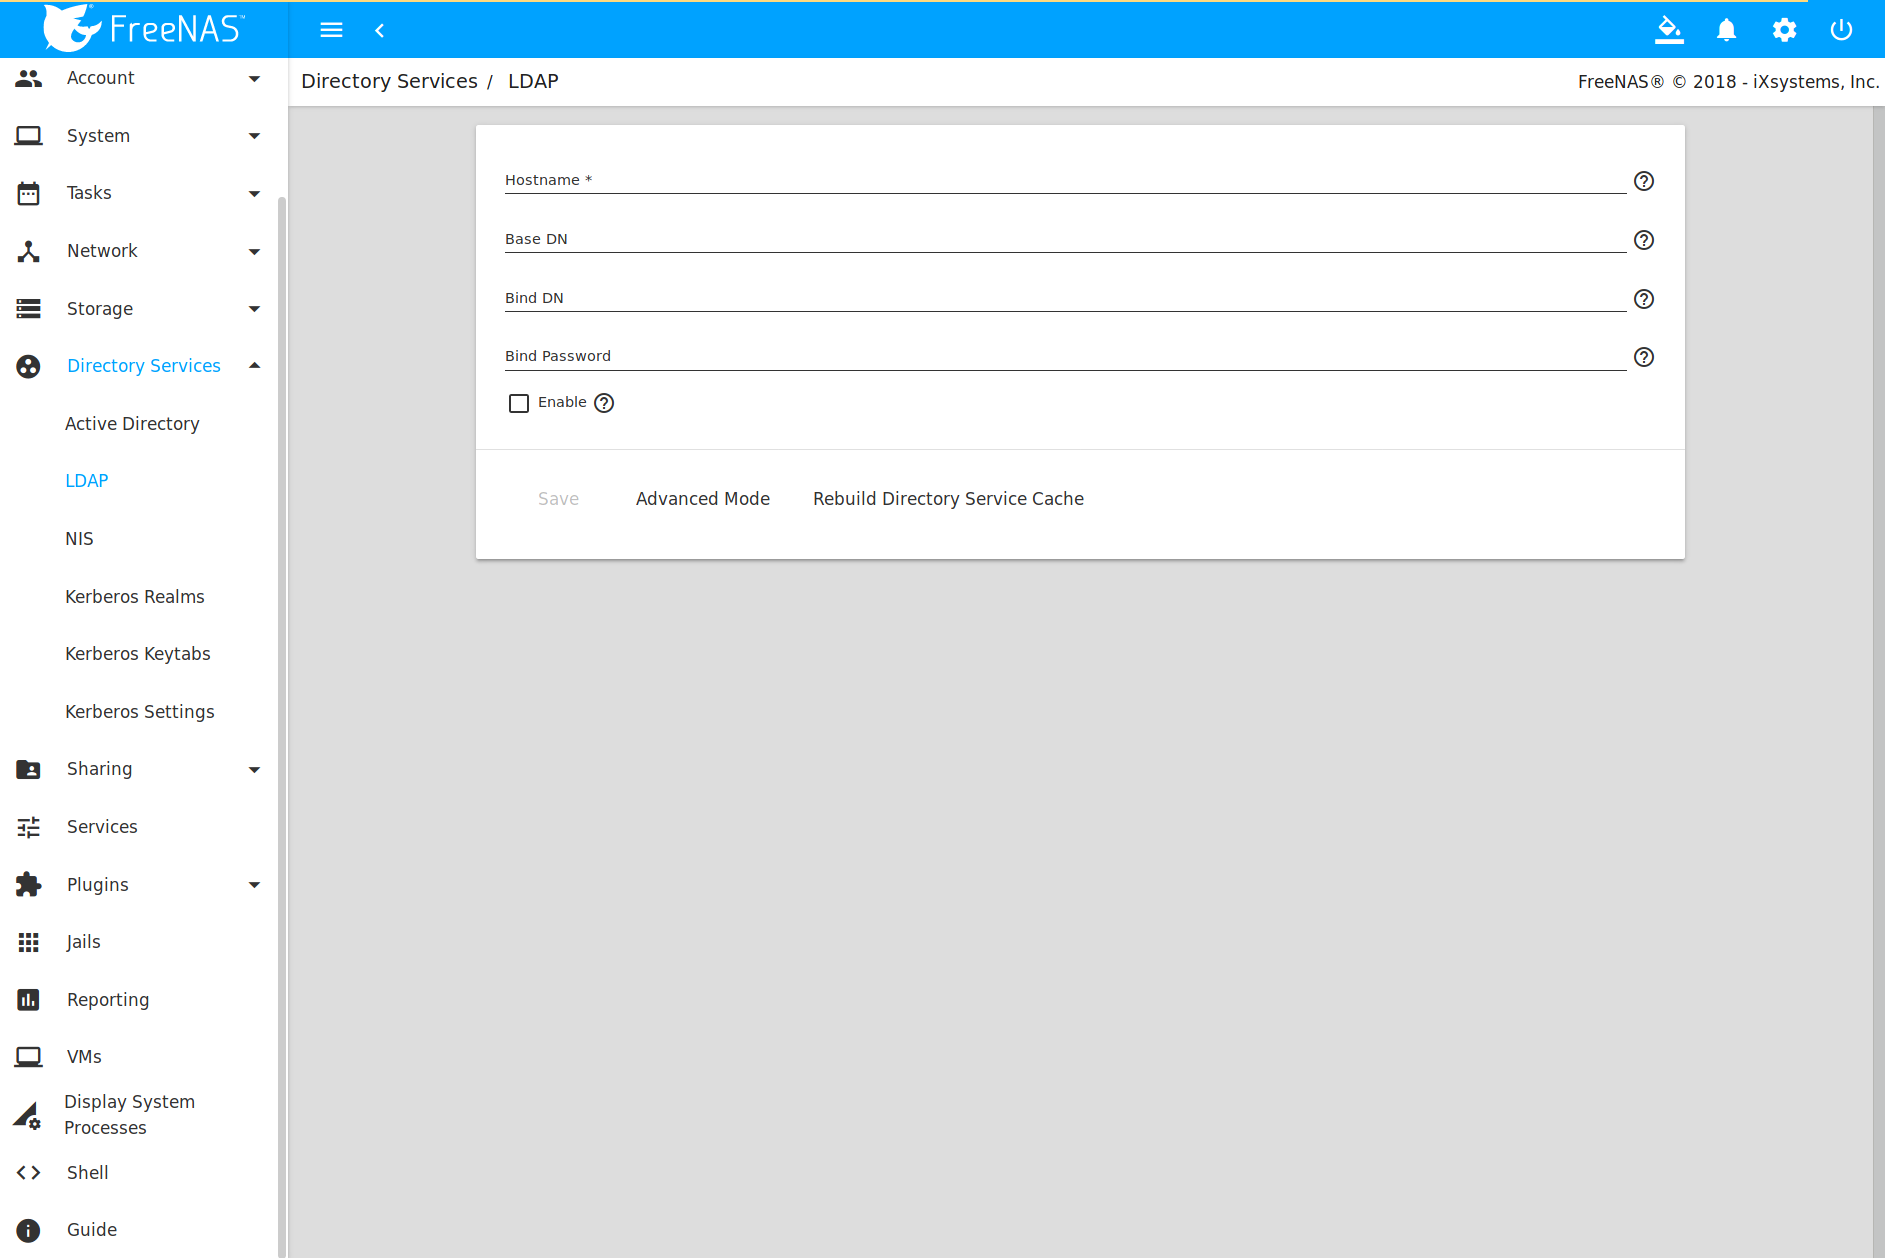 FreeNAS®™
Directory Services / LDAP
FreeNAS® © 2018 - iXsystems, Inc.
Account
System
Tasks
Network
Storage
Directory Services
Active Directory
LDAP
NIS
Kerberos Realms
Kerberos Keytabs
Kerberos Settings
Sharing
Services
Plugins
Jails
Reporting
VMs
Display System
Processes
Shell
Guide
Hostname *
Base DN
Bind DN
Bind Password
Enable
Save Advanced Mode Rebuild Directory Service Cache